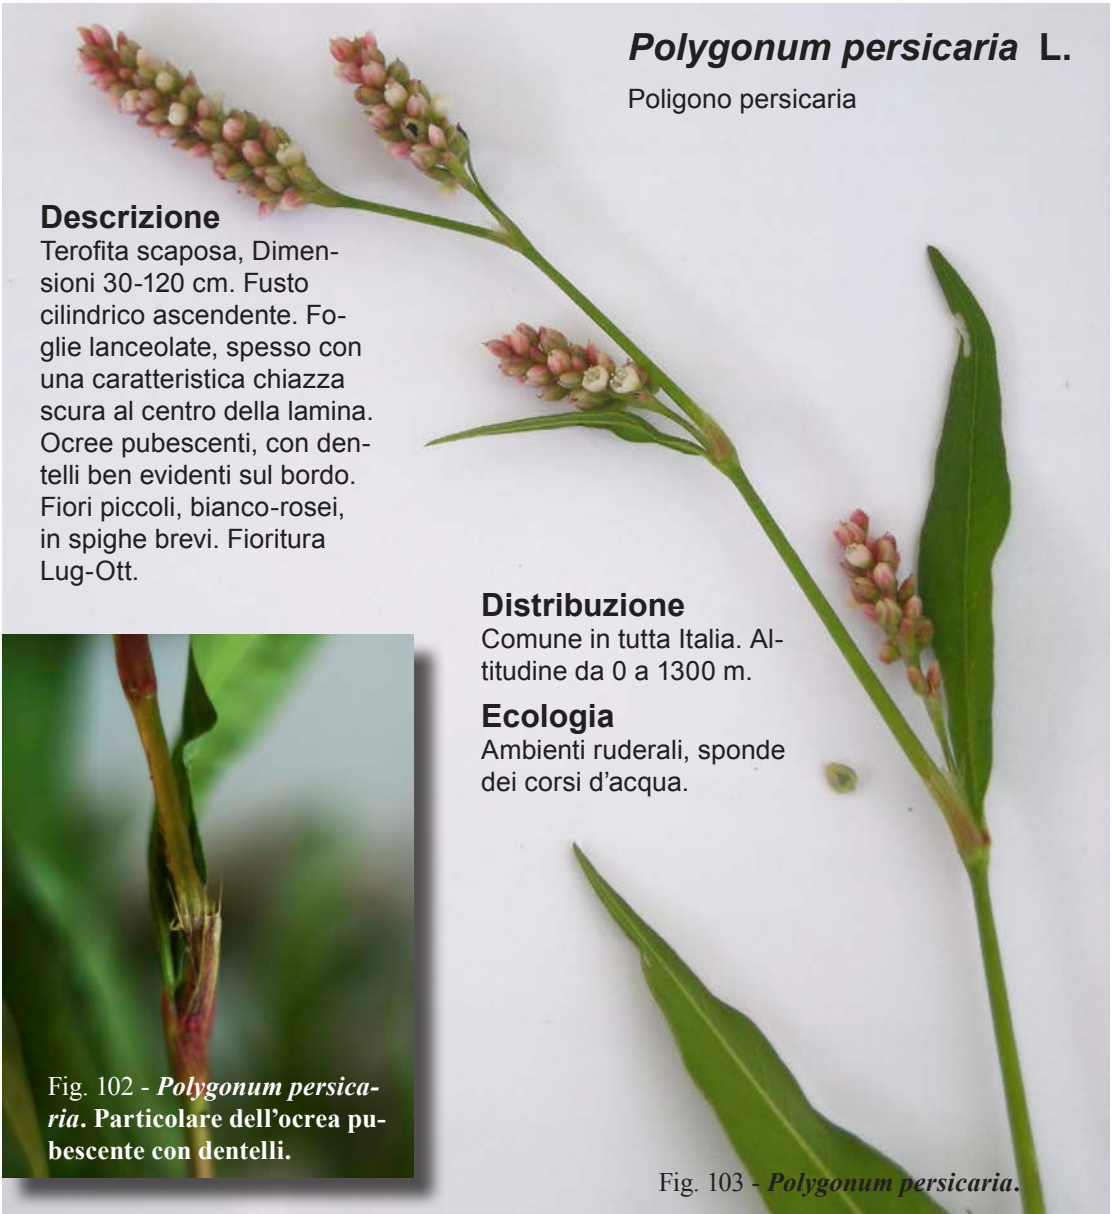 Polygonum persicaria L.
Poligono persicaria
Descrizione
Terofita scaposa, Dimen-
sioni 30-120 cm. Fusto
cilindrico ascendente. Fo-
glie lanceolate, spesso con
una caratteristica chiazza
scura al centro della lamina.
Ocree pubescenti, con den-
telli ben evidenti sul bordo.
Fiori piccoli, bianco-rosei,
in spighe brevi. Fioritura
Lug-Ott.
Distribuzione
Comune in tutta Italia. Al-
titudine da 0 a 1300 m.
Ecologia
Ambienti ruderali, sponde
dei corsi d'acqua.
Fig. 102 - Polygonum persica-
ria. Particolare dell'ocrea pu-
bescente con dentelli.
Fig. 103 - Polygonum persicaria.